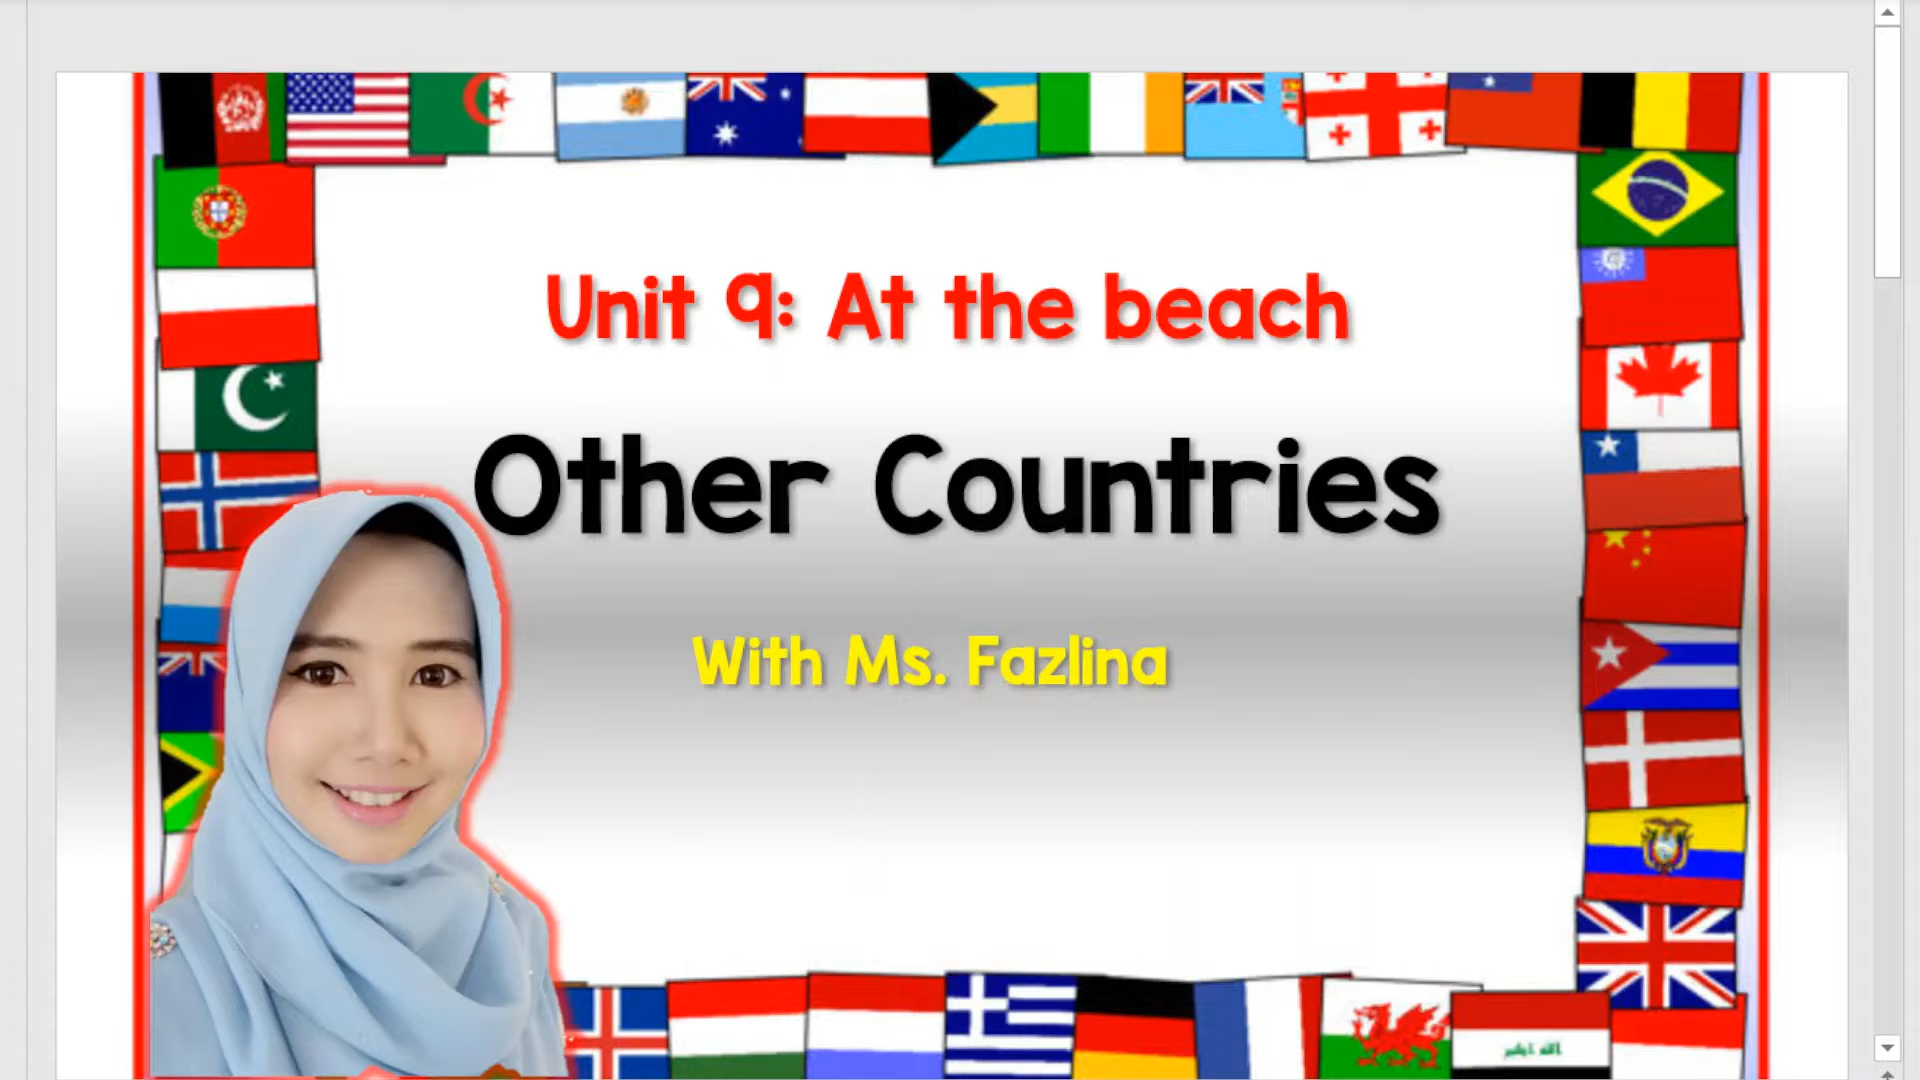 Unit 9: At the beach
Other Countries
With Ms. Fazlina